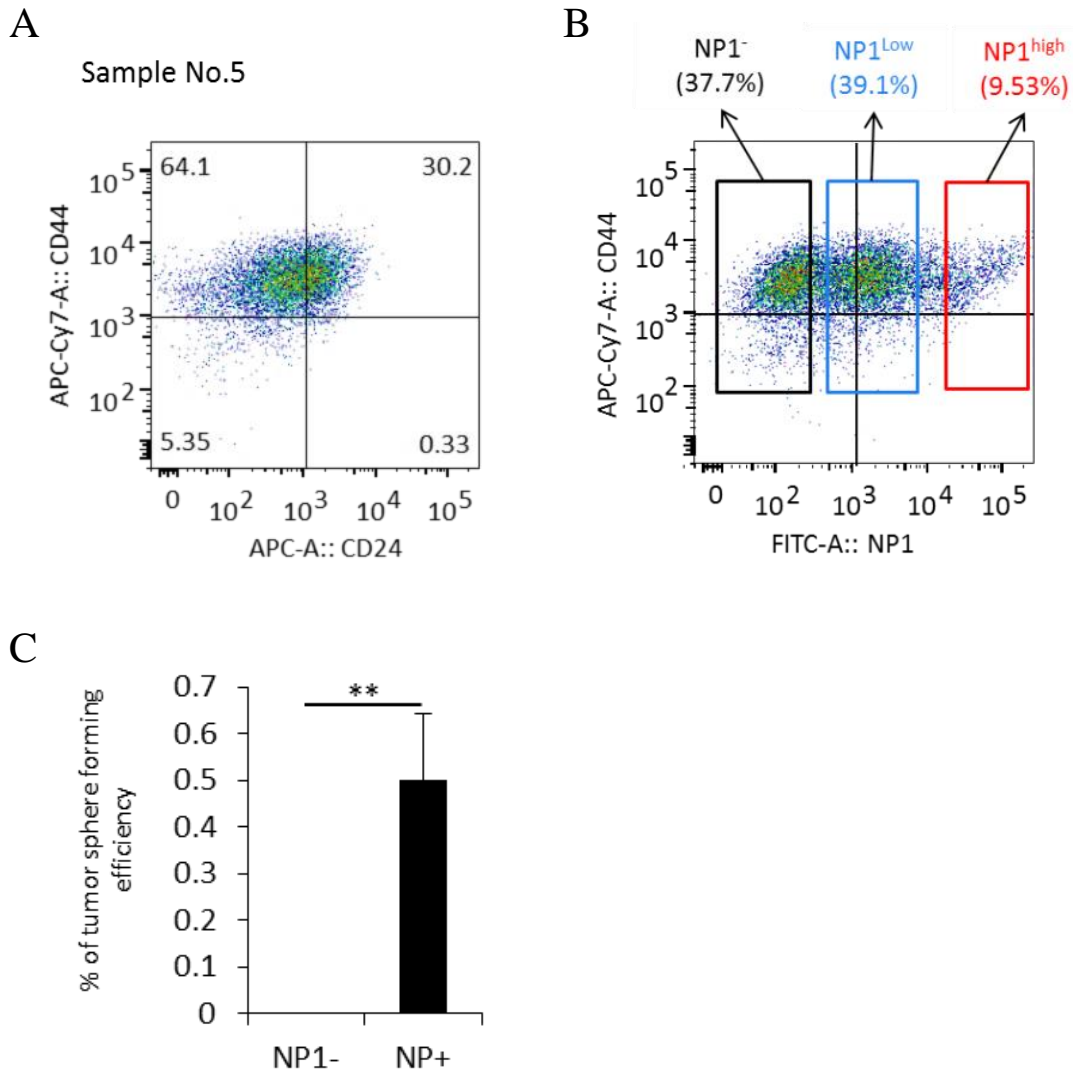 A
Sample No.5
64.1
30.2
5.35
0.33
10^5
10^4
10^3
10^2
APC-Cy7-A:: CD44
0 10^2 10^3 10^4 10^5
APC-A:: CD24
B
NP1^-
(37.7%)
NP1^Low
(39.1%)
NP1^high
(9.53%)
10^5
10^4
10^3
10^2
APC-Cy7-A:: CD44
0 10^2 10^3 10^4 10^5
FITC-A:: NP1
C
**
0.7
0.6
0.5
0.4
0.3
0.2
0.1
0
% of tumor sphere forming
efficiency
NP1- NP+